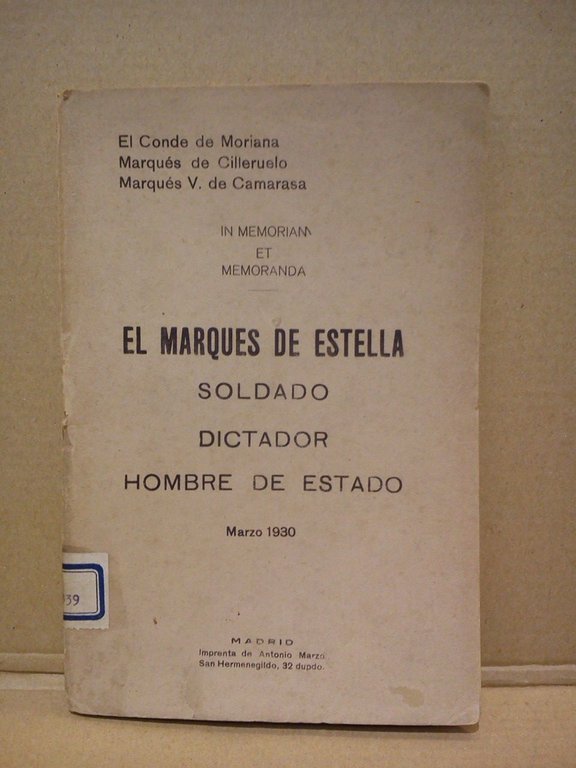 El Conde de Moriana
Marqués de Cilleruelo
Marqués V. de Camarasa
IN MEMORIAM
ET
MEMORANDA
EL MARQUES DE ESTELLA
SOLDADO
DICTADOR
HOMBRE DE ESTADO
Marzo 1930
39
MADRID
Imprenta de Antonio Marzo
San Hermenegildo, 32 dupdo.